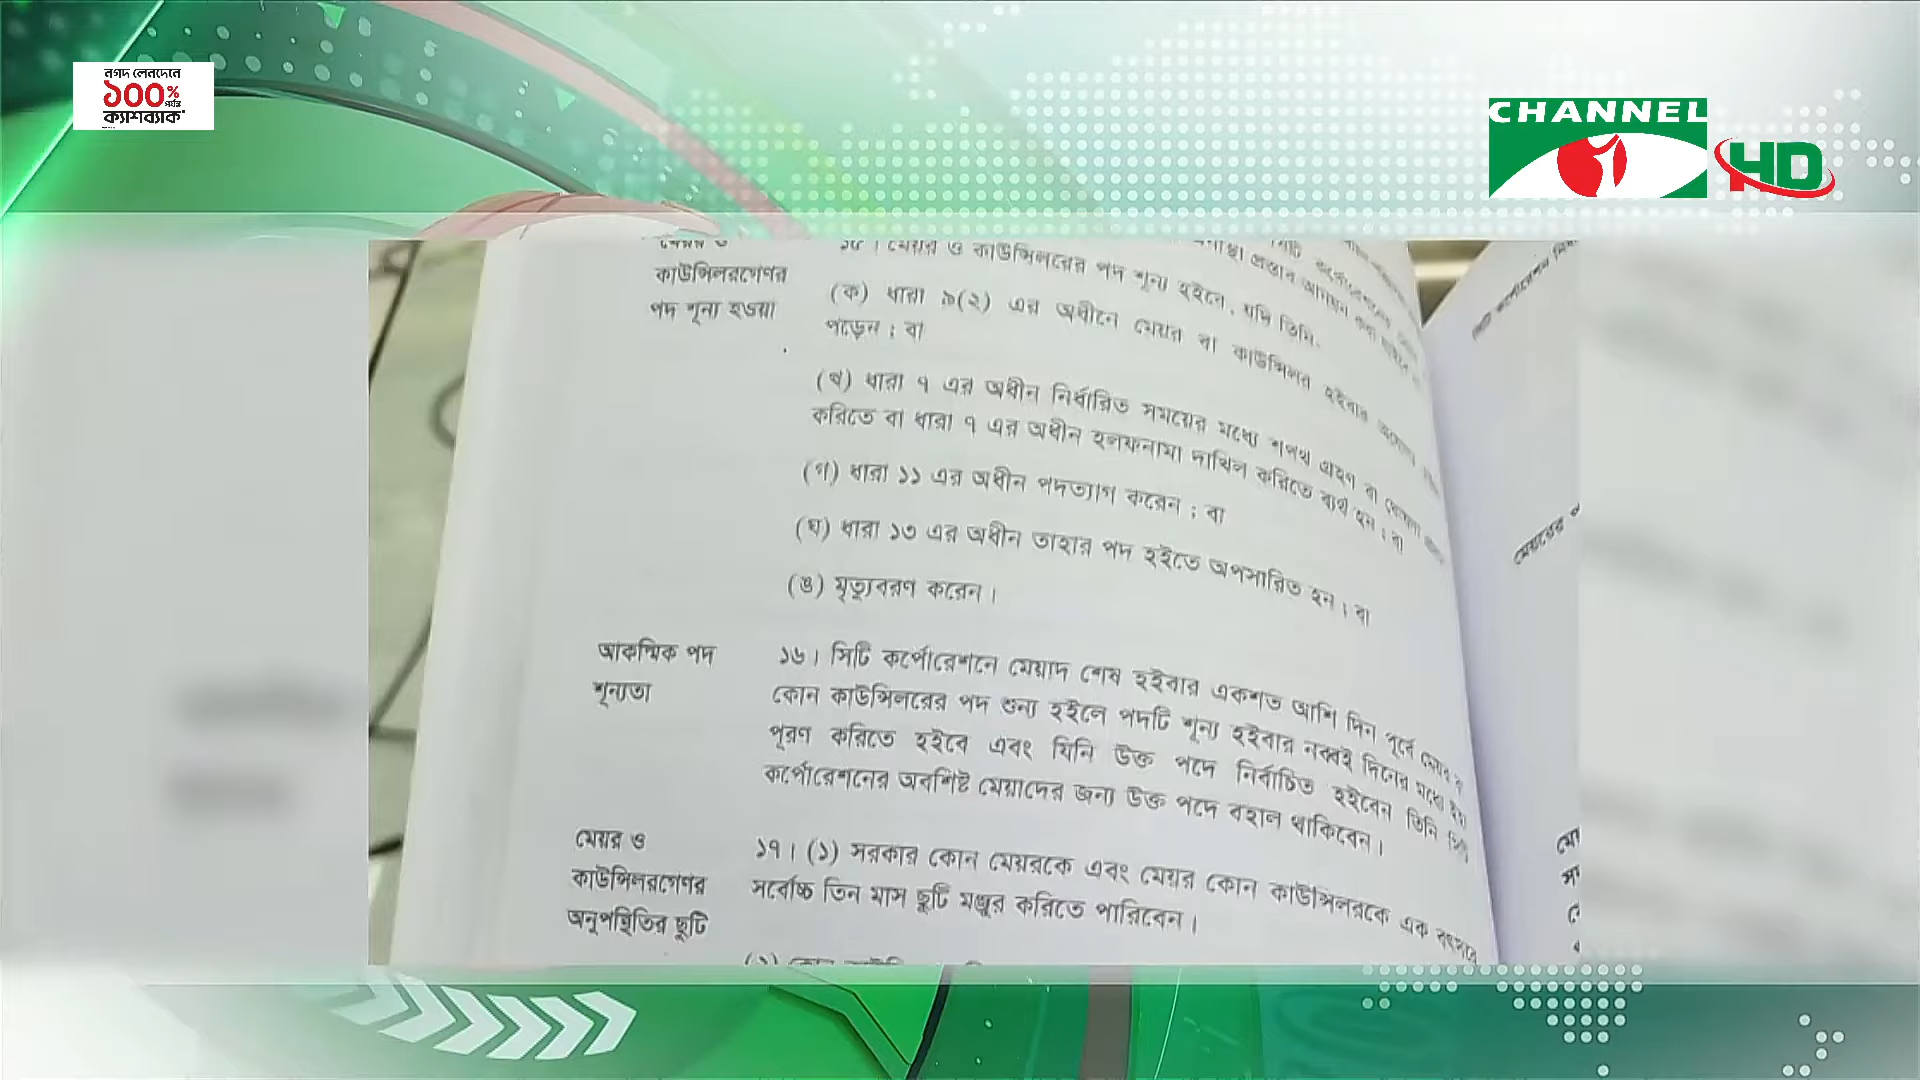 নগদ লেনদেনে
১০০%
পর্যন্ত
ক্যাশব্যাক*
CHANNEL
HD
কাউন্সিলরগণের
পদ শূন্য হওয়া
১৫। মেয়র ও কাউন্সিলরের পদ শূন্য হইবে, যদি তিনি-
(ক) ধারা ৯(২) এর অধীনে মেয়র বা কাউন্সিলর হইবার
পড়েন ; বা
(খ) ধারা ৭ এর অধীন নির্ধারিত সময়ের মধ্যে শপথ গ্রহণ বা
করিতে বা ধারা ৭ এর অধীন হলফনামা দাখিল করিতে ব্যর্থ হন ; বা
(গ) ধারা ১১ এর অধীন পদত্যাগ করেন ; বা
(ঘ) ধারা ১৩ এর অধীন তাহার পদ হইতে অপসারিত হন ; বা
(ঙ) মৃত্যুবরণ করেন।
আকস্মিক পদ
শূন্যতা
১৬। সিটি কর্পোরেশনে মেয়াদ শেষ হইবার একশত আশি দিন পূর্বে মেয়র বা
কোন কাউন্সিলরের পদ শুন্য হইলে পদটি শূন্য হইবার নব্বই দিনের মধ্যে ইহা
পূরণ করিতে হইবে এবং যিনি উক্ত পদে নির্বাচিত হইবেন তিনি সিটি
কর্পোরেশনের অবশিষ্ট মেয়াদের জন্য উক্ত পদে বহাল থাকিবেন।
মেয়র ও
কাউন্সিলরগণের
অনুপস্থিতির ছুটি
১৭। (১) সরকার কোন মেয়রকে এবং মেয়র কোন কাউন্সিলরকে এক বৎসরে
সর্বোচ্চ তিন মাস ছুটি মঞ্জুর করিতে পারিবেন।
মেয়রের